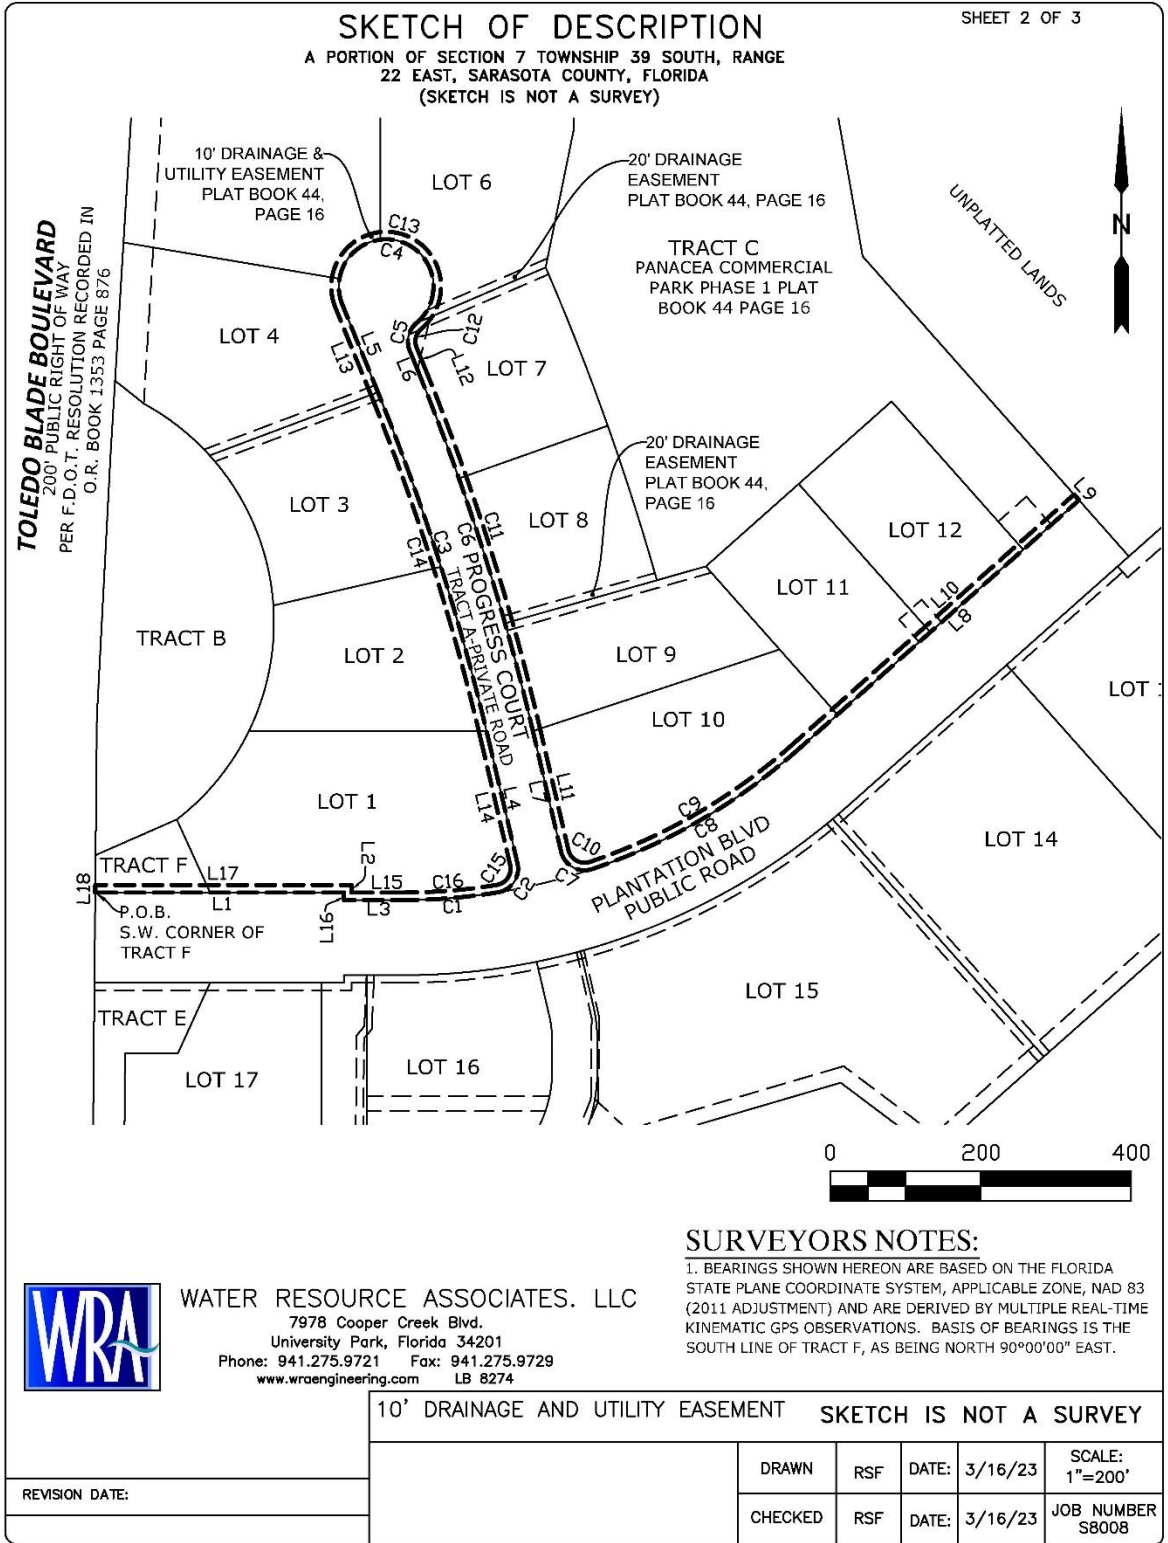 SKETCH OF DESCRIPTION
SHEET 2 OF 3
A PORTION OF SECTION 7 TOWNSHIP 39 SOUTH, RANGE
22 EAST, SARASOTA COUNTY, FLORIDA
(SKETCH IS NOT A SURVEY)
10' DRAINAGE &
UTILITY EASEMENT
PLAT BOOK 44,
PAGE 16
LOT 6
20' DRAINAGE
EASEMENT
PLAT BOOK 44, PAGE 16
UNPLATTED LANDS
N
TRACT C
PANACEA COMMERCIAL
PARK PHASE 1 PLAT
BOOK 44 PAGE 16
TOLEDO BLADE BOULEVARD
200' PUBLIC RIGHT OF WAY
PER F.D.O.T. RESOLUTION RECORDED IN
O.R. BOOK 1353 PAGE 876
C13
C4
C5
C12
LOT 4
L5
L13
L6
L12
LOT 7
20' DRAINAGE
EASEMENT
PLAT BOOK 44,
PAGE 16
L9
LOT 3
LOT 8
LOT 12
C6
C11
C3
C14
PROGRESS COURT
TRACT A-PRIVATE ROAD
L10
L8
LOT 11
TRACT B
LOT 2
LOT 9
LOT
LOT 10
L7
L11
L4
L14
LOT 1
C9
C8
PLANTATION BLVD
PUBLIC ROAD
LOT 14
C10
C7
C15
C2
TRACT F
L2
L18
L17
L1
L15
L3
C16
C1
L16
P.O.B.
S.W. CORNER OF
TRACT F
LOT 15
TRACT E
LOT 17
LOT 16
0 200 400
SURVEYORS NOTES:
1. BEARINGS SHOWN HEREON ARE BASED ON THE FLORIDA
STATE PLANE COORDINATE SYSTEM, APPLICABLE ZONE, NAD 83
(2011 ADJUSTMENT) AND ARE DERIVED BY MULTIPLE REAL-TIME
KINEMATIC GPS OBSERVATIONS. BASIS OF BEARINGS IS THE
SOUTH LINE OF TRACT F, AS BEING NORTH 90°00'00" EAST.
WRA
WATER RESOURCE ASSOCIATES. LLC
7978 Cooper Creek Blvd.
University Park, Florida 34201
Phone: 941.275.9721 Fax: 941.275.9729
www.wraengineering.com LB 8274
10' DRAINAGE AND UTILITY EASEMENT SKETCH IS NOT A SURVEY
DRAWN RSF DATE: 3/16/23 SCALE:
1"=200'
CHECKED RSF DATE: 3/16/23 JOB NUMBER
S8008
REVISION DATE: